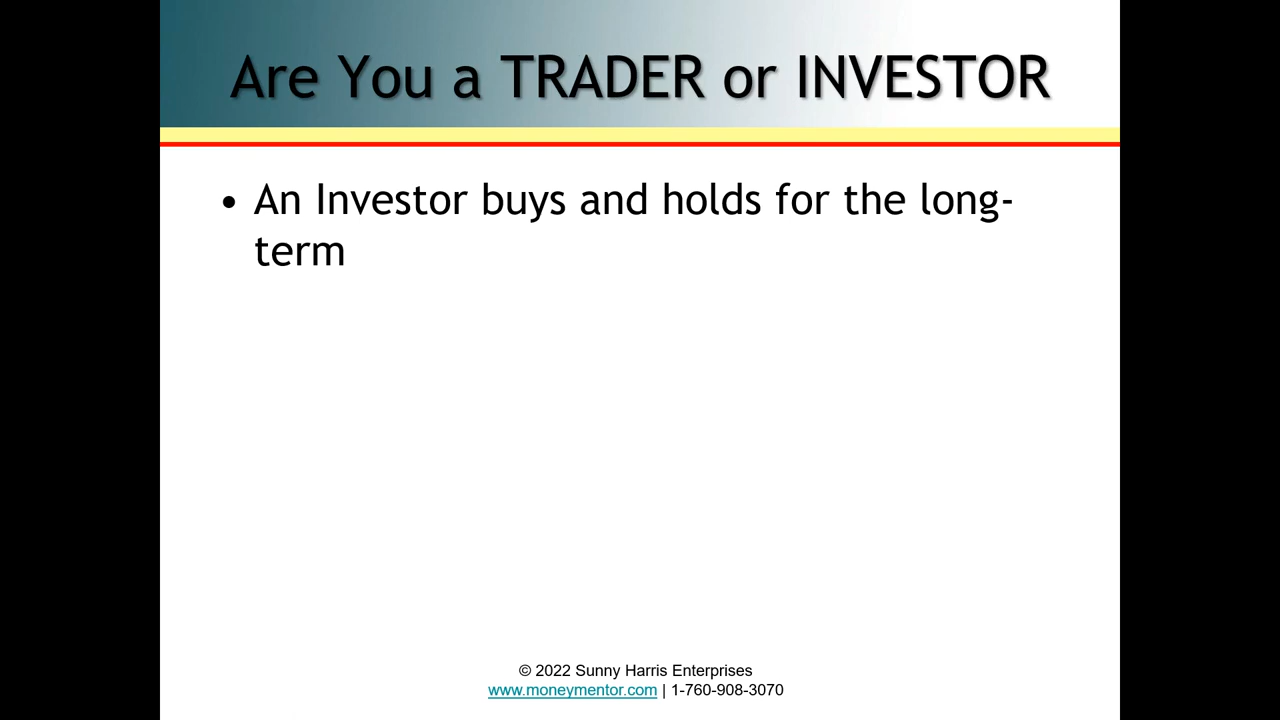 Are You a TRADER or INVESTOR
• An Investor buys and holds for the long-
term
© 2022 Sunny Harris Enterprises
www.moneymentor.com | 1-760-908-3070